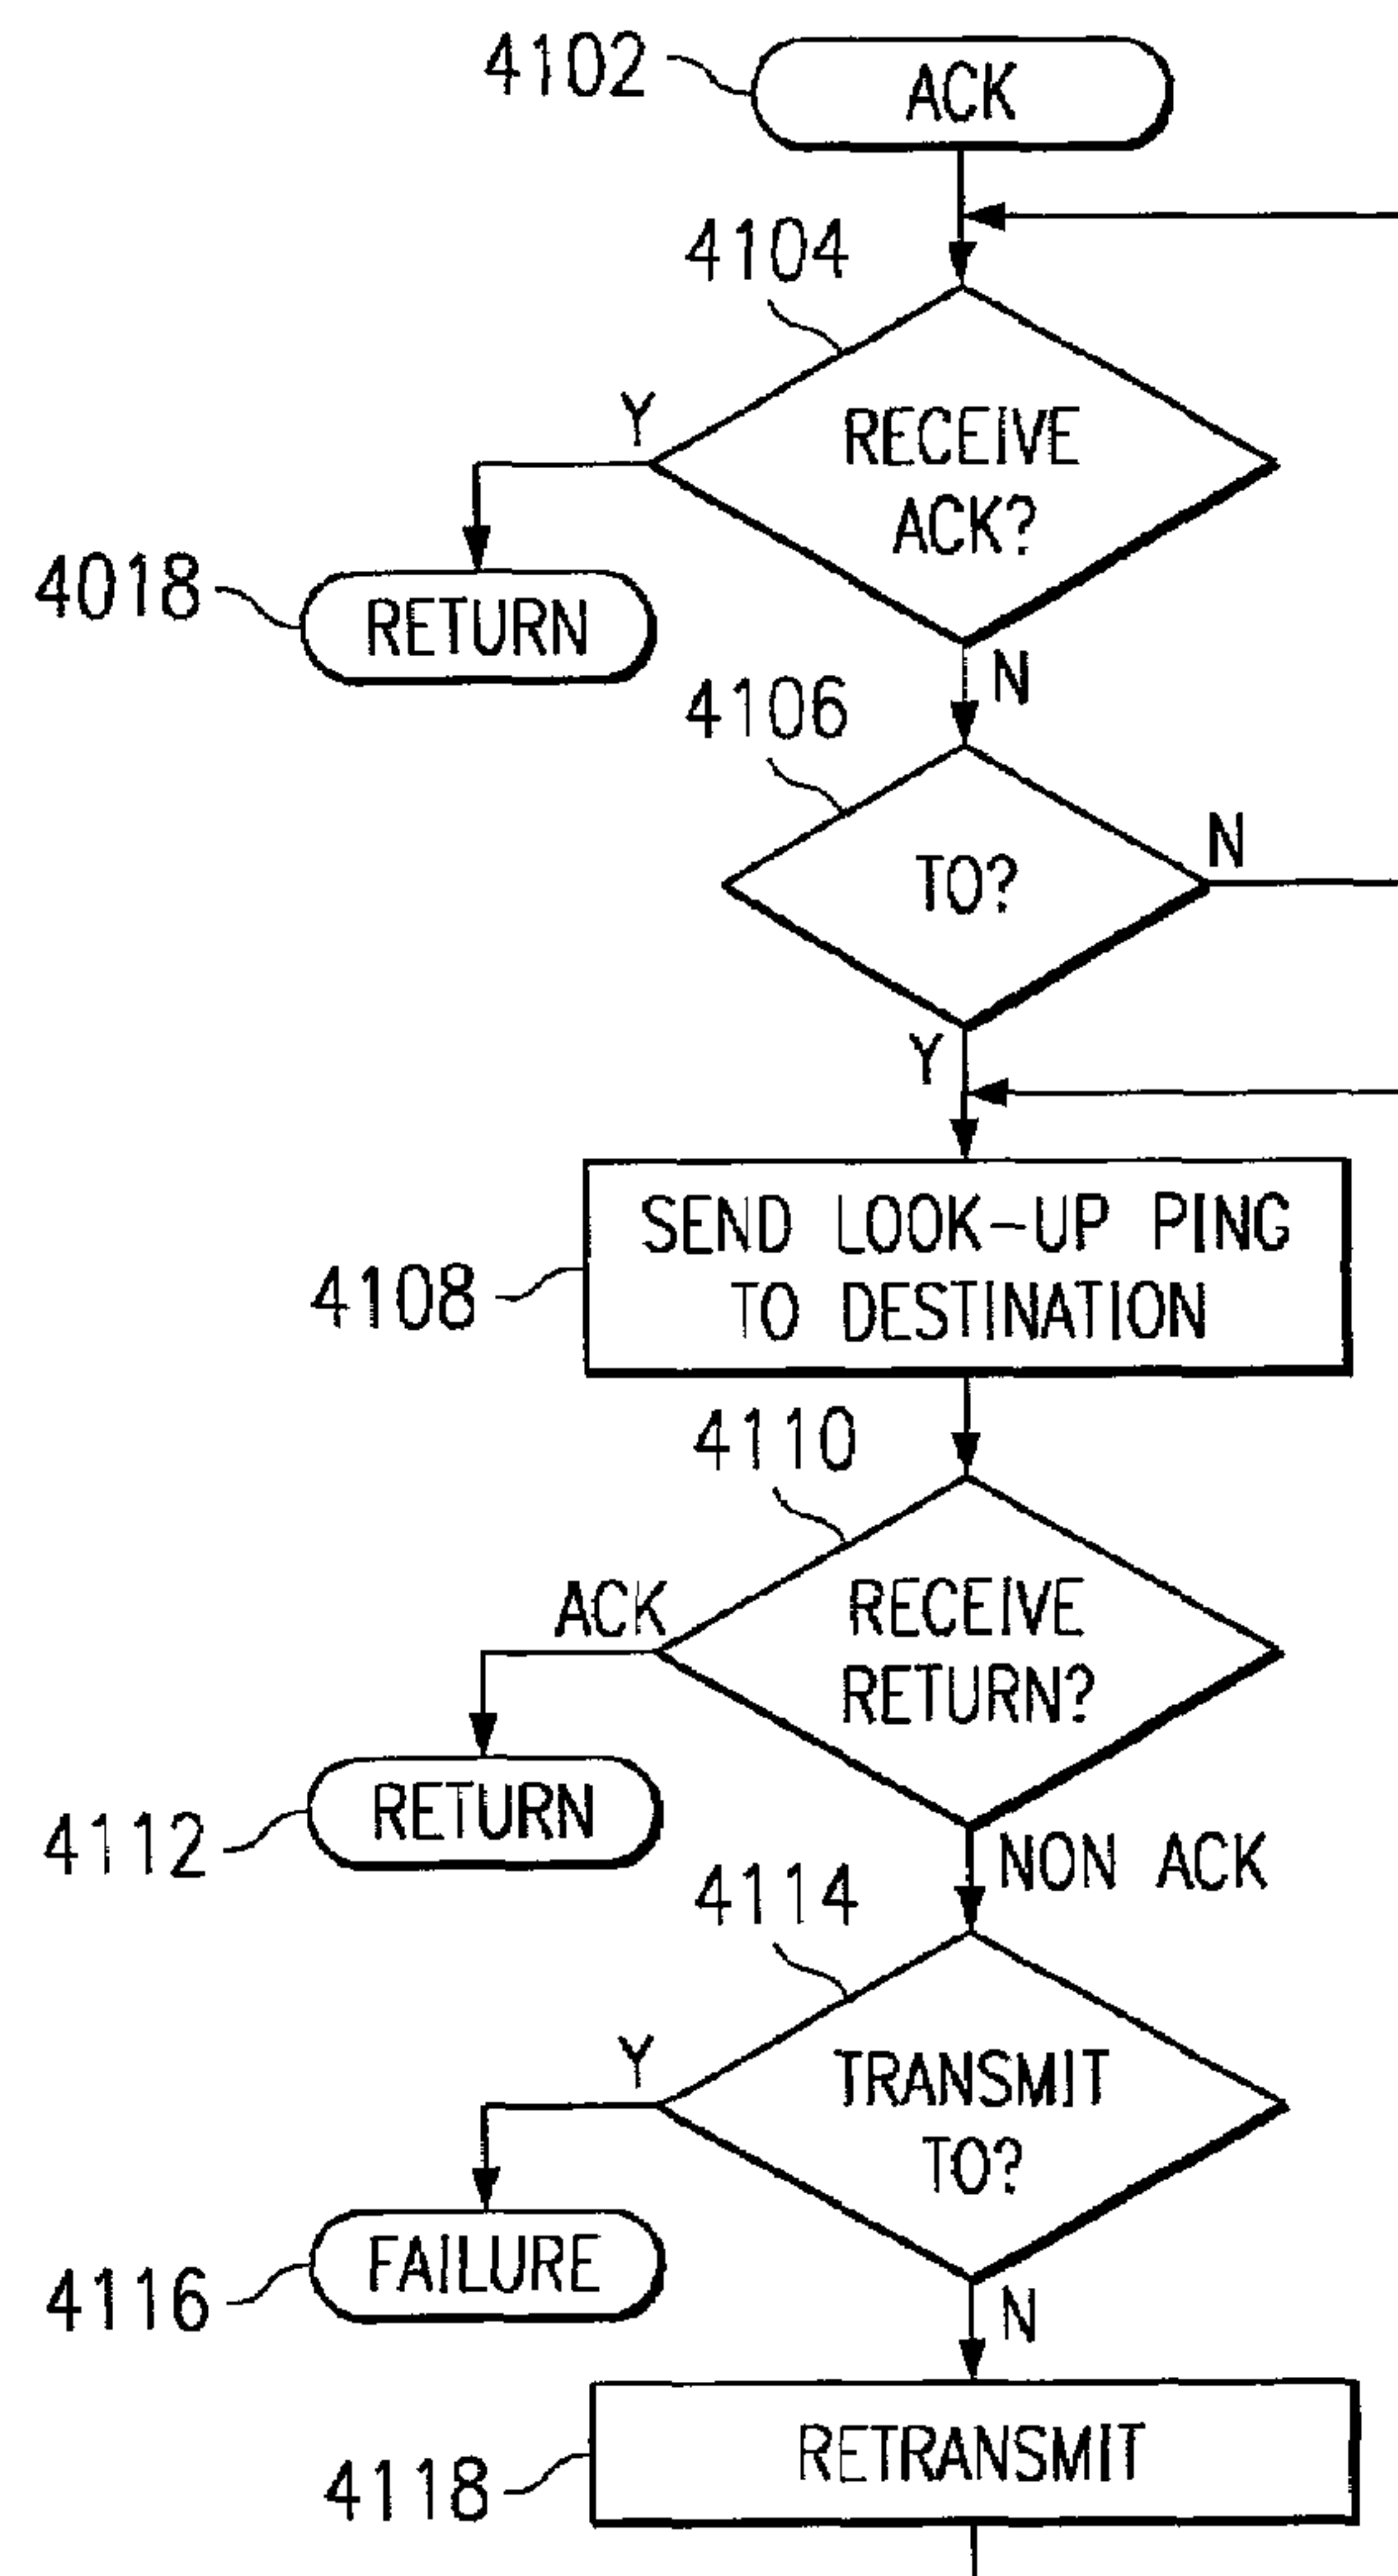 4102
ACK
4104
Y
RECEIVE
ACK?
4018
RETURN
N
4106
N
TO?
Y
SEND LOOK-UP PING
TO DESTINATION
4108
4110
ACK
RECEIVE
RETURN?
4112
RETURN
NON ACK
4114
Y
TRANSMIT
TO?
4116
FAILURE
N
RETRANSMIT
4118